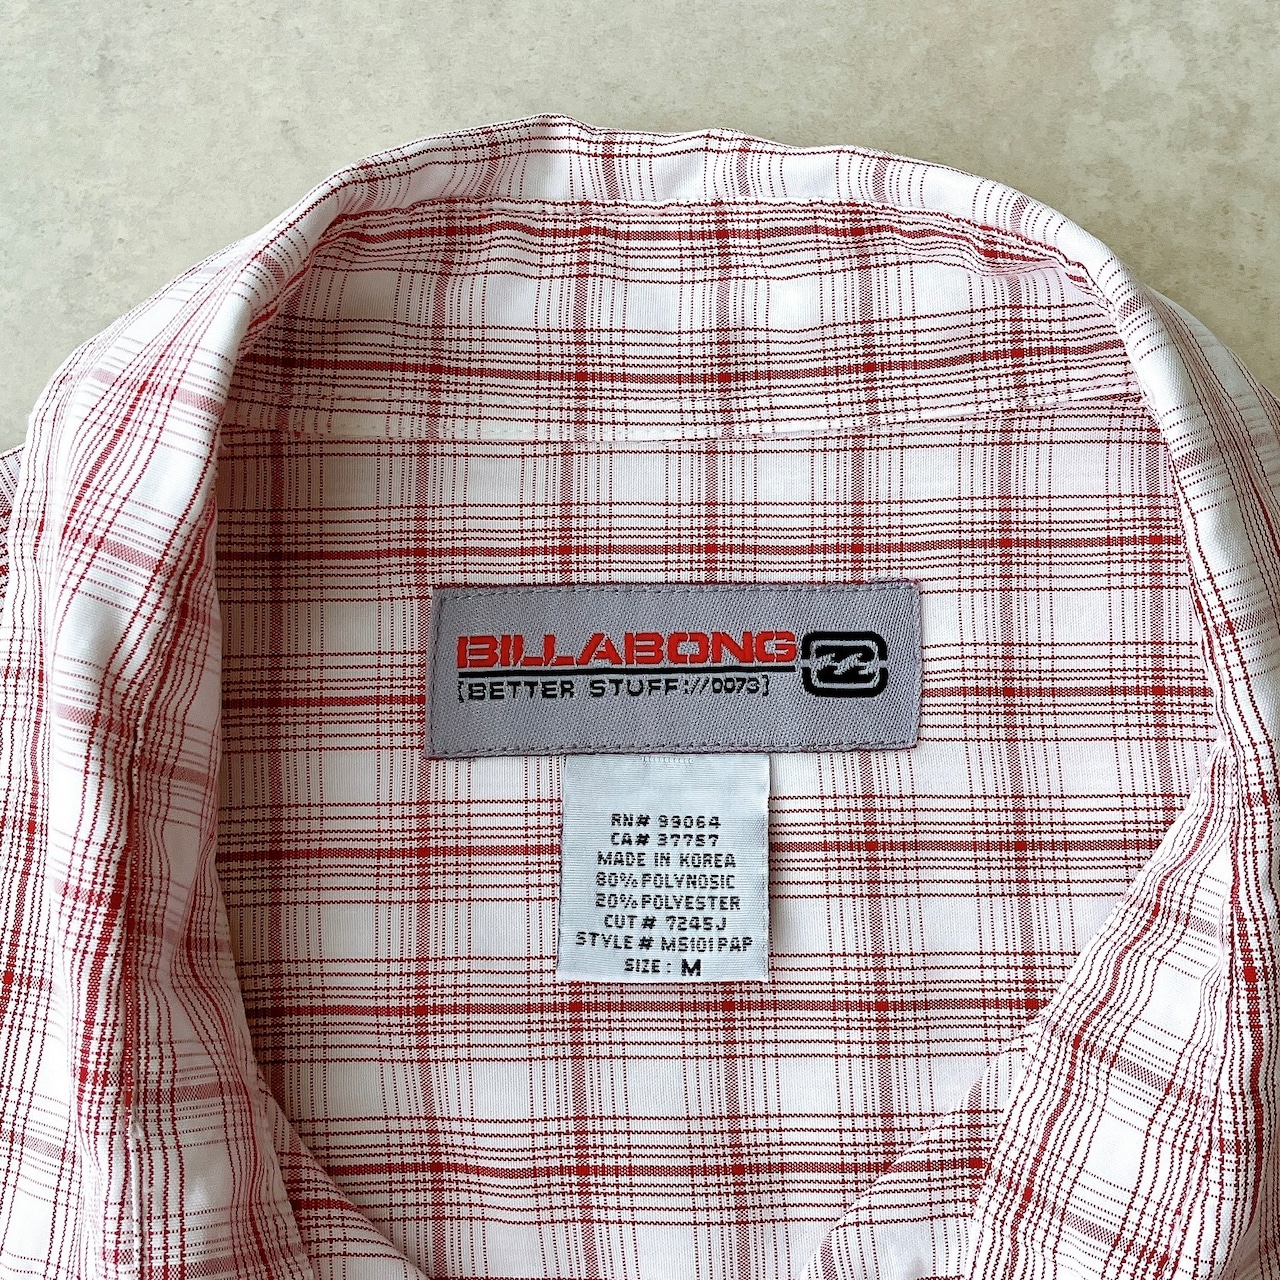 BILLABONG
[BETTER STUFF://0073]
RN# 99064
CA# 37757
MADE IN KOREA
80% POLYNOSIC
20% POLYESTER
CUT # 7245J
STYLE # MS101PAP
SIZE : M